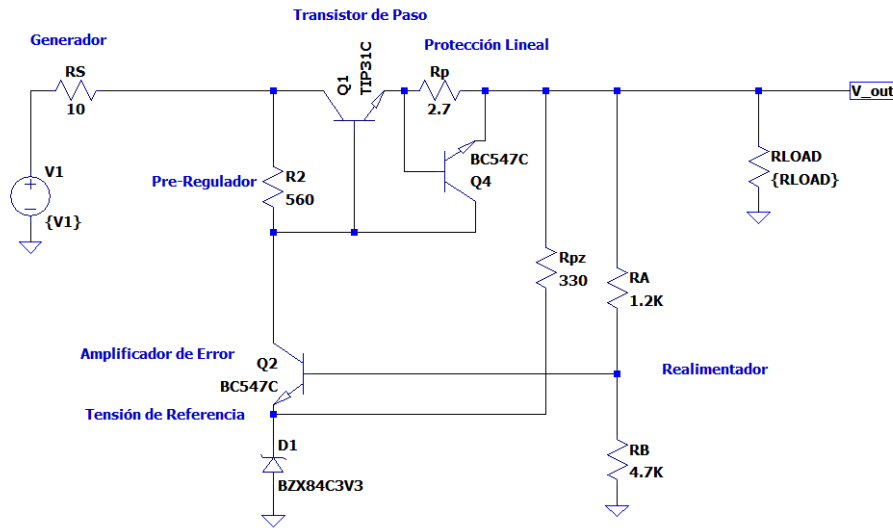 Transistor de Paso
Generador
Protección Lineal
RS
10
Q1
TIP31C
Rp
2.7
V_out
V1
{V1}
Pre-Regulador
R2
560
BC547C
Q4
RLOAD
{RLOAD}
Rpz
330
RA
1.2K
Amplificador de Error
Q2
BC547C
Realimentador
Tensión de Referencia
D1
BZX84C3V3
RB
4.7K